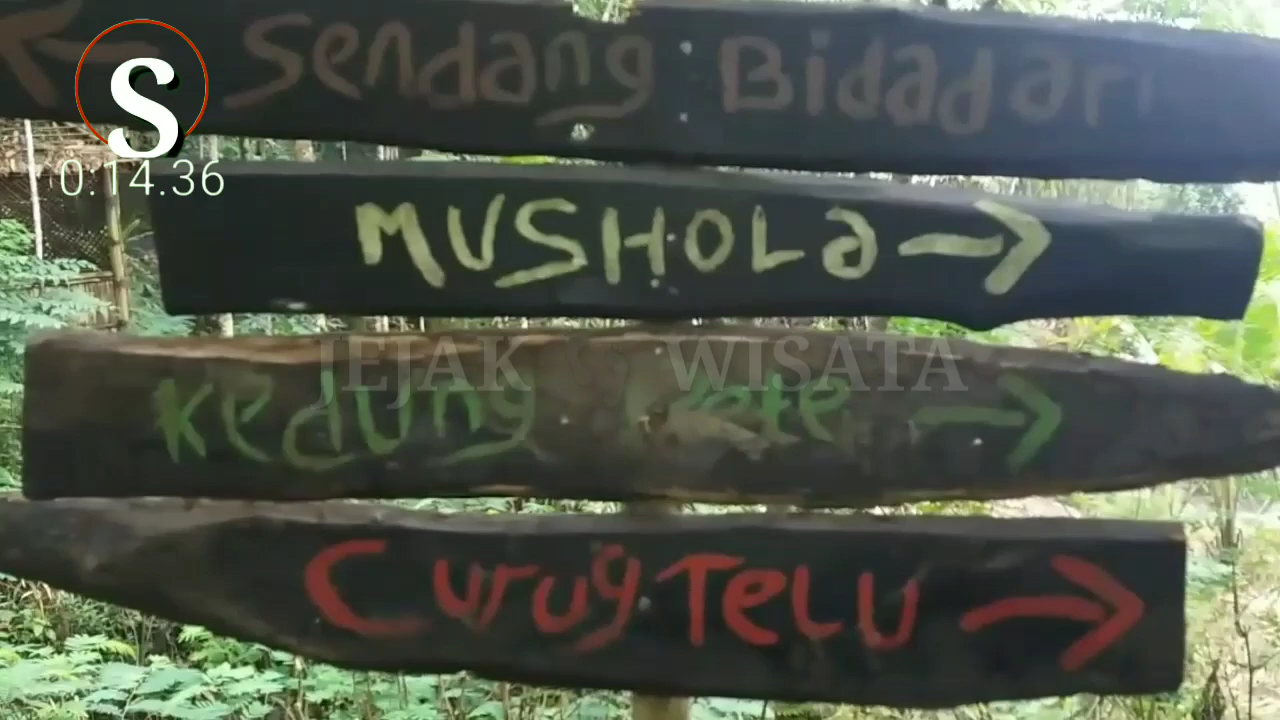 Sendang Bidadari
S
0:14.36
MUSHOLa
JEJAK WISATA
Kedung
Curug TeLU